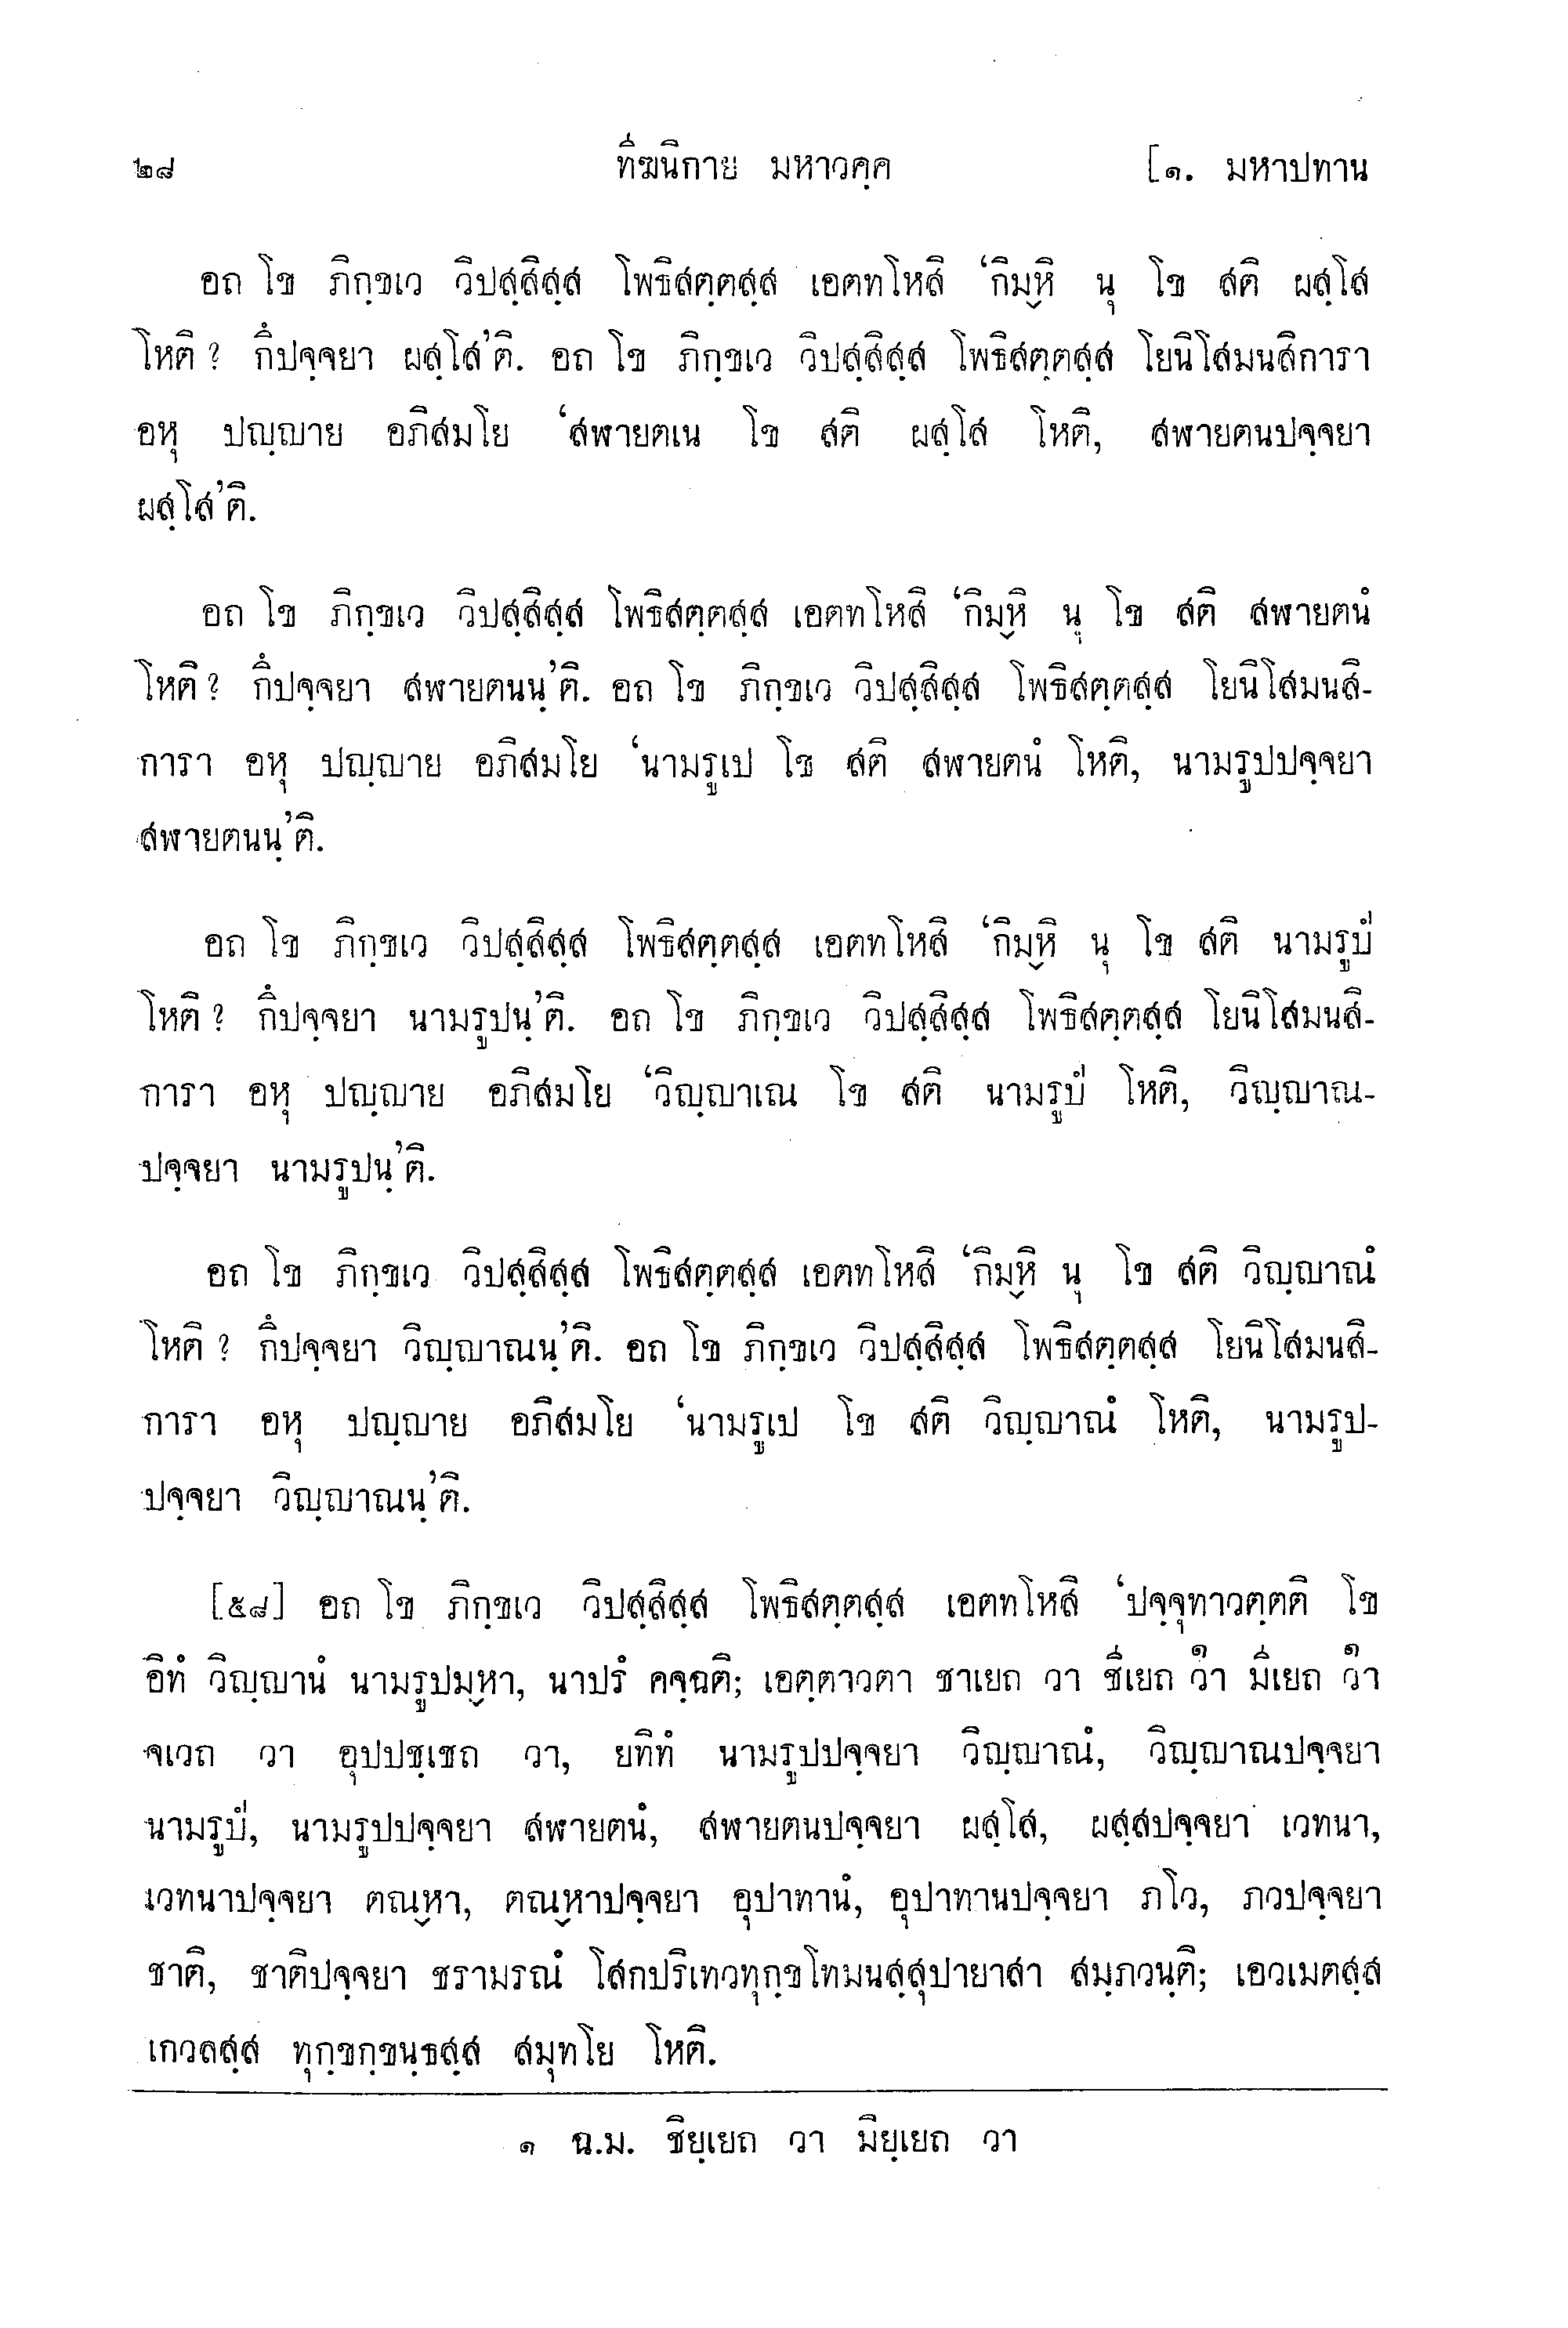 ๒๘ ทีฆนิกาย มหาวคฺค [๑. มหาปทาน
อถ โข ภิกฺขเว วิปสฺสิสฺส โพธิสตฺตสฺส เอตทโหสิ ‘กิมฺหิ นุ โข สติ ผสฺโส
โหติ ? กึปจฺจยา ผสฺโส’ติ. อถ โข ภิกฺขเว วิปสฺสิสฺส โพธิสตฺตสฺส โยนิโสมนสิการา
อหุ ปญฺญาย อภิสมโย ‘สฬายตเน โข สติ ผสฺโส โหติ, สฬายตนปจฺจยา
ผสฺโส’ติ.
อถ โข ภิกฺขเว วิปสฺสิสฺส โพธิสตฺตสฺส เอตทโหสิ ‘กิมฺหิ นุ โข สติ สฬายตนํ
โหติ ? กึปจฺจยา สฬายตนนฺ’ติ. อถ โข ภิกฺขเว วิปสฺสิสฺส โพธิสตฺตสฺส โยนิโสมนสิ-
การา อหุ ปญฺญาย อภิสมโย ‘นามรูเป โข สติ สฬายตนํ โหติ, นามรูปปจฺจยา
สฬายตนนฺ’ติ.
อถ โข ภิกฺขเว วิปสฺสิสฺส โพธิสตฺตสฺส เอตทโหสิ ‘กิมฺหิ นุ โข สติ นามรูปํ
โหติ ? กึปจฺจยา นามรูปนฺ’ติ. อถ โข ภิกฺขเว วิปสฺสิสฺส โพธิสตฺตสฺส โยนิโสมนสิ-
การา อหุ ปญฺญาย อภิสมโย ‘วิญฺญาเณ โข สติ นามรูปํ โหติ, วิญฺญาณ-
ปจฺจยา นามรูปนฺ’ติ.
อถ โข ภิกฺขเว วิปสฺสิสฺส โพธิสตฺตสฺส เอตทโหสิ ‘กิมฺหิ นุ โข สติ วิญฺญาณํ
โหติ ? กึปจฺจยา วิญฺญาณนฺ’ติ. อถ โข ภิกฺขเว วิปสฺสิสฺส โพธิสตฺตสฺส โยนิโสมนสิ-
การา อหุ ปญฺญาย อภิสมโย ‘นามรูเป โข สติ วิญฺญาณํ โหติ, นามรูป-
ปจฺจยา วิญฺญาณนฺ’ติ.
[๕๘] อถ โข ภิกฺขเว วิปสฺสิสฺส โพธิสตฺตสฺส เอตทโหสิ ‘ปจฺจุทาวตฺตติ โข
อิทํ วิญฺญานํ นามรูปมฺหา, นาปรํ คจฺฉติ; เอตฺตาวตา ชาเยถ วา ชีเยถ วา๑ มีเยถ วา๑
จเวถ วา อุปปชฺเชถ วา, ยทิทํ นามรูปปจฺจยา วิญฺญาณํ, วิญฺญาณปจฺจยา
นามรูปํ, นามรูปปจฺจยา สฬายตนํ, สฬายตนปจฺจยา ผสฺโส, ผสฺสปจฺจยา เวทนา,
เวทนาปจฺจยา ตณฺหา, ตณฺหาปจฺจยา อุปาทานํ, อุปาทานปจฺจยา ภโว, ภวปจฺจยา
ชาติ, ชาติปจฺจยา ชรามรณํ โสกปริเทวทุกฺขโทมนสฺสุปายาสา สมฺภวนฺติ; เอวเมตสฺส
เกวลสฺส ทุกฺขกฺขนฺธสฺส สมุทโย โหติ.
๑ ฉ.ม. ชิยฺเยถ วา มิยฺเยถ วา